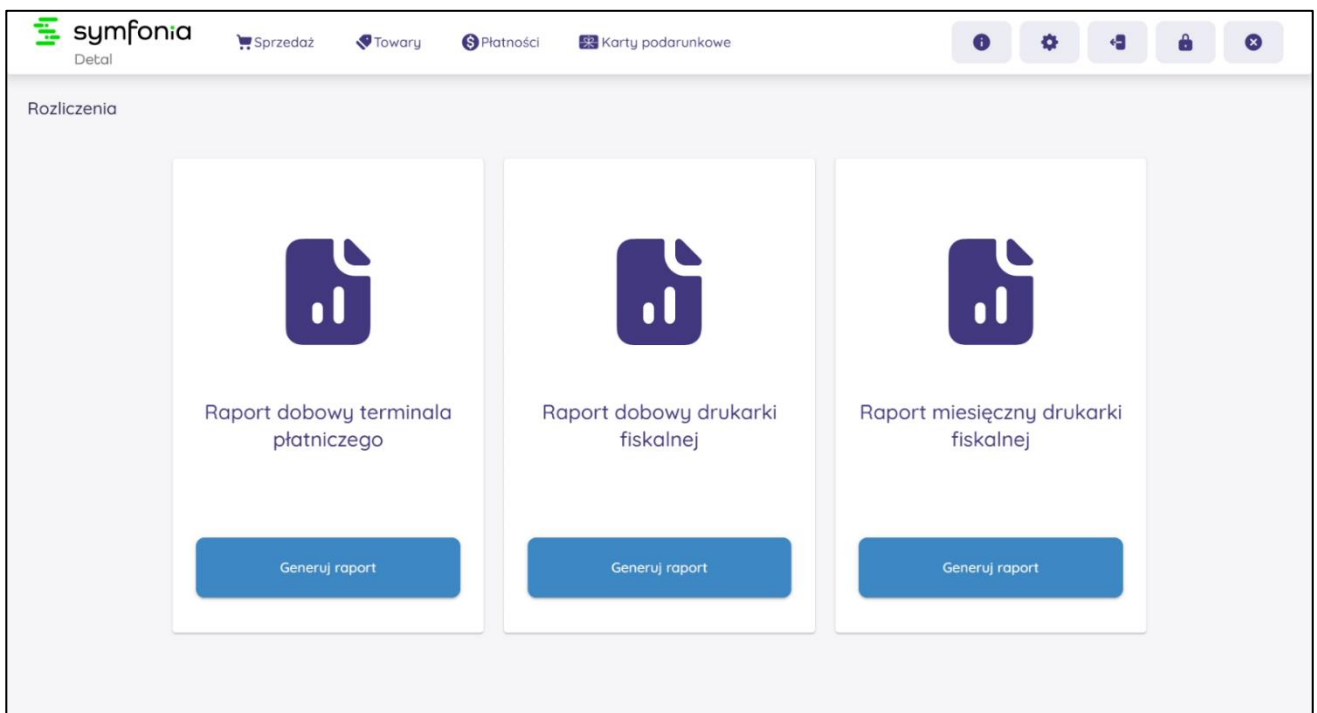 symfonia
Detal
Sprzedaż
Towary
Płatności
Karty podarunkowe
Rozliczenia
Raport dobowy terminala
płatniczego
Generuj raport
Raport dobowy drukarki
fiskalnej
Generuj raport
Raport miesięczny drukarki
fiskalnej
Generuj raport